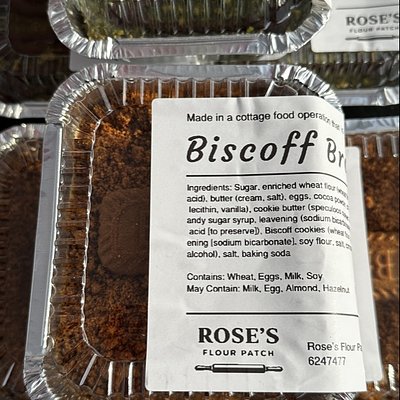 ROSE'S
FLOUR PATCH
Made in a cottage food operation that
Biscoff
Ingredients: Sugar, enriched wheat flour
acid), butter (cream, salt), eggs, cocoa powder
lecithin, vanilla), cookie butter
andy sugar syrup, leavening (sodium
acid [to preserve]), Biscoff cookies (wheat
ening [sodium bicarbonate], soy flour, salt,
alcohol), salt, baking soda
Contains: Wheat, Eggs, Milk, Soy
May Contain: Milk, Egg, Almond, Hazelnut
ROSE'S
FLOUR PATCH
Rose's Flour
6247477